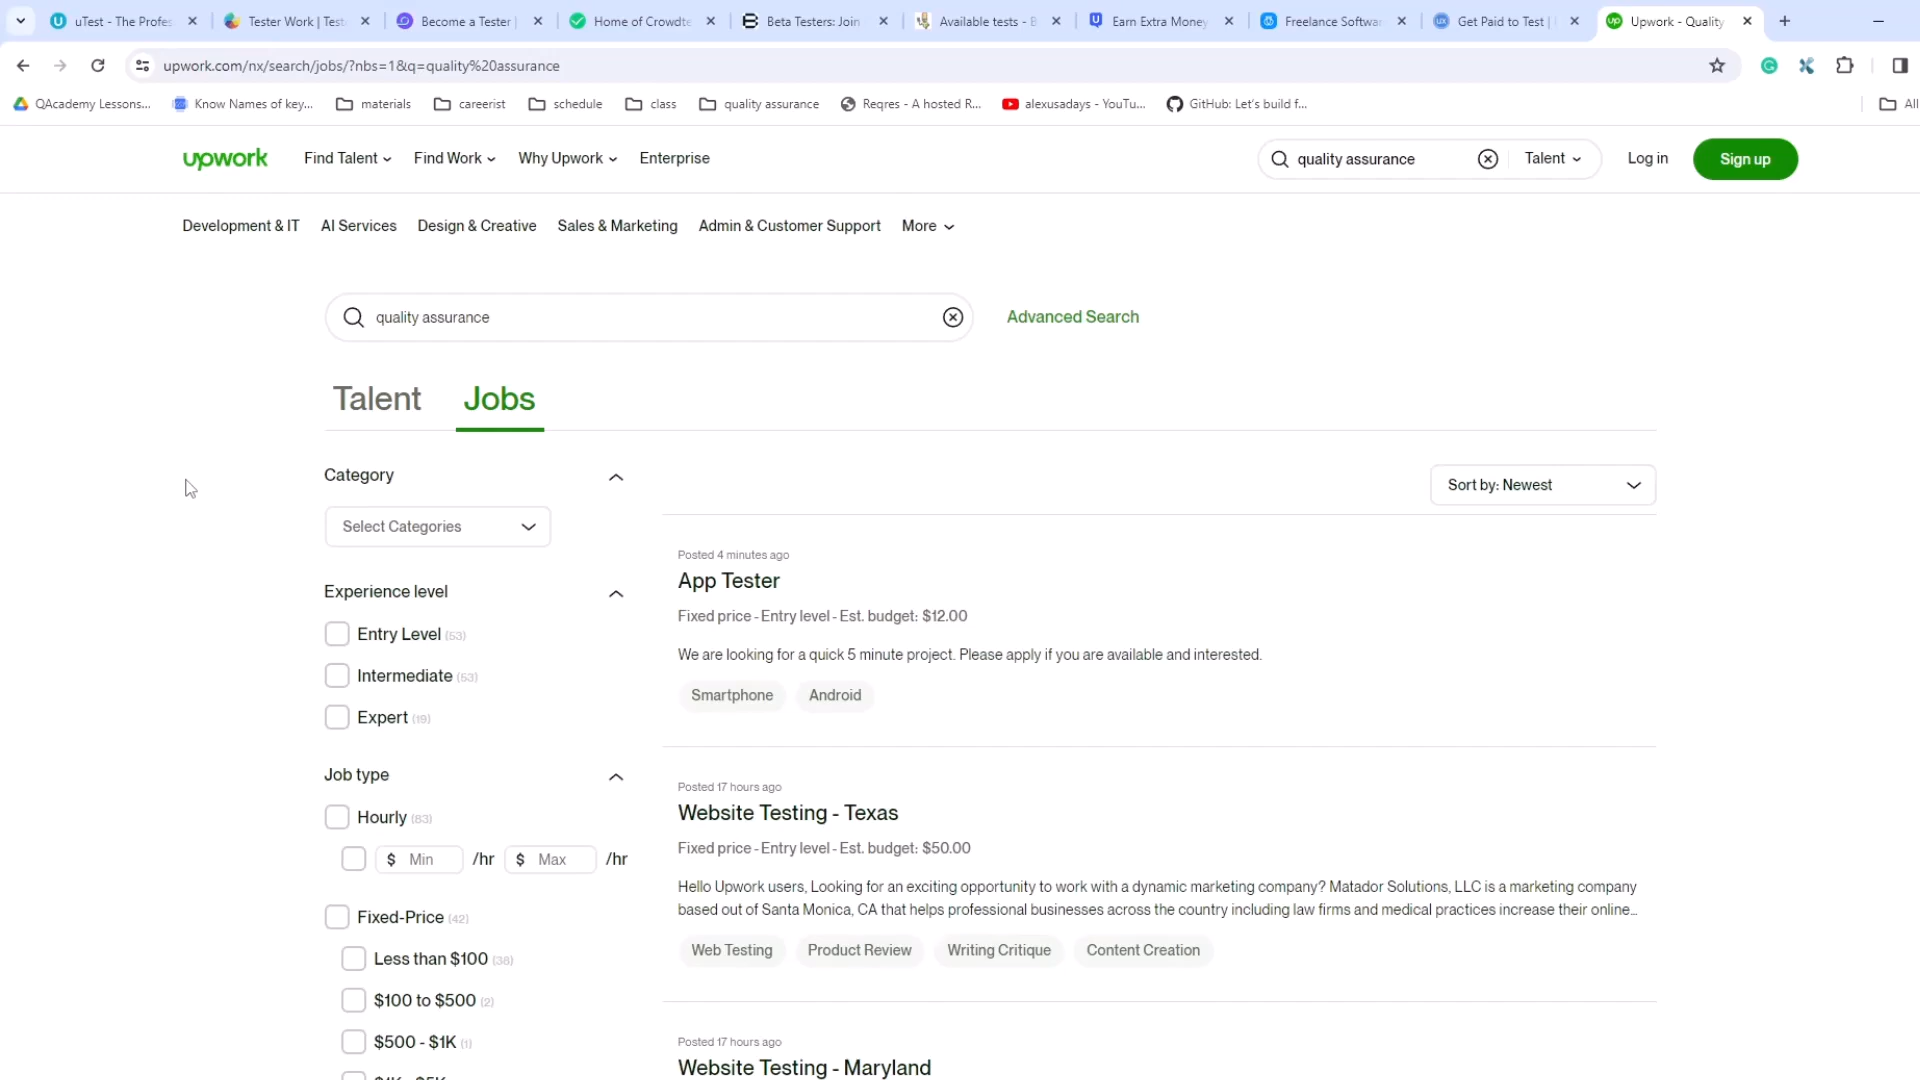 uTest - The Profes
Tester Work | Test
Become a Tester |
Home of Crowdte
Beta Testers: Join
Available tests - B
Earn Extra Money
Freelance Softwar
Get Paid to Test |
Upwork - Quality
upwork.com/nx/search/jobs/?nbs=1&q=quality%20assurance
QAcademy Lessons...
Know Names of key...
materials
careerist
schedule
class
quality assurance
Reqres - A hosted R...
alexusadays - YouTu...
GitHub: Let's build f...
All
upwork
Find Talent
Find Work
Why Upwork
Enterprise
quality assurance
Talent
Log in
Sign up
Development & IT
AI Services
Design & Creative
Sales & Marketing
Admin & Customer Support
More
quality assurance
Advanced Search
Talent
Jobs
Category
Select Categories
Experience level
Entry Level (53)
Intermediate (53)
Expert (19)
Job type
Hourly (83)
$ Min /hr $ Max /hr
Fixed-Price (42)
Less than $100 (38)
$100 to $500 (2)
$500 - $1K (1)
Sort by: Newest
Posted 4 minutes ago
App Tester
Fixed price - Entry level - Est. budget: $12.00
We are looking for a quick 5 minute project. Please apply if you are available and interested.
Smartphone
Android
Posted 17 hours ago
Website Testing - Texas
Fixed price - Entry level - Est. budget: $50.00
Hello Upwork users, Looking for an exciting opportunity to work with a dynamic marketing company? Matador Solutions, LLC is a marketing company
based out of Santa Monica, CA that helps professional businesses across the country including law firms and medical practices increase their online...
Web Testing
Product Review
Writing Critique
Content Creation
Posted 17 hours ago
Website Testing - Maryland